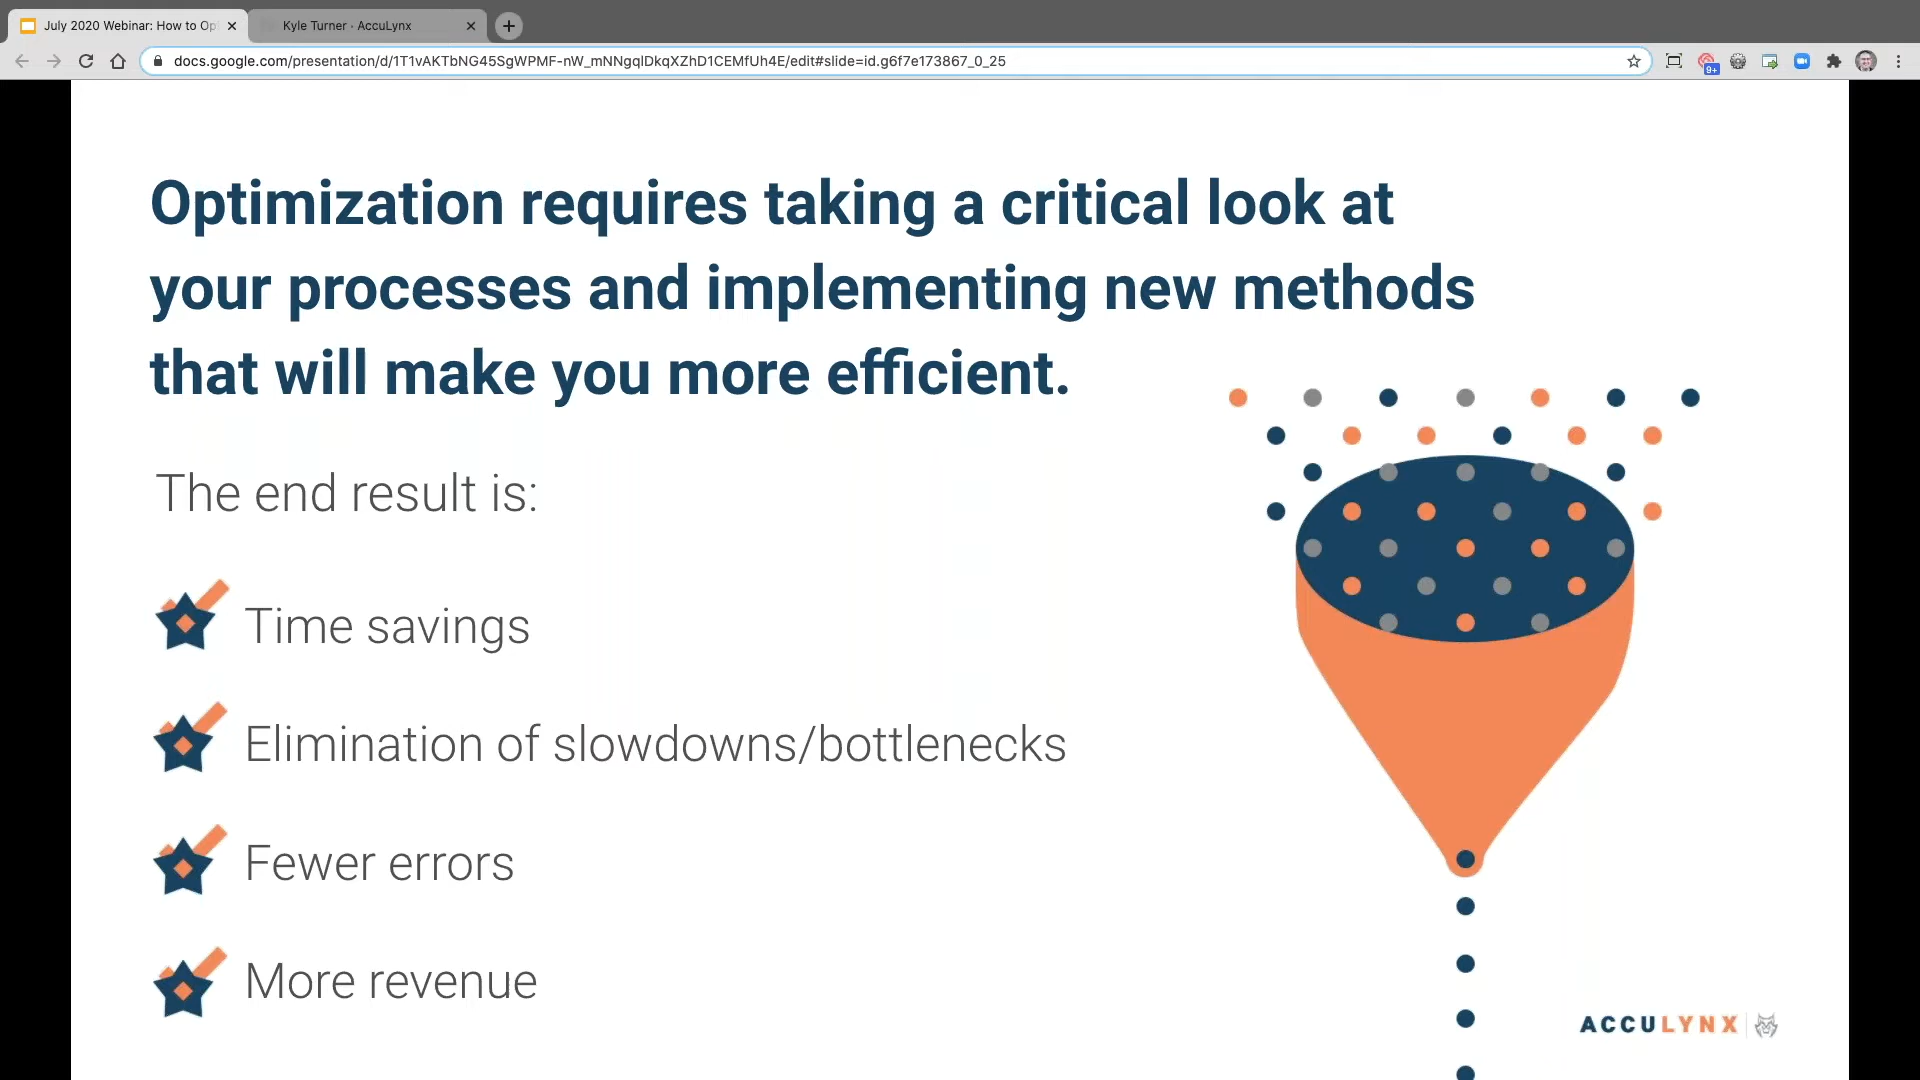 July 2020 Webinar: How to Op
Kyle Turner · AccuLynx
docs.google.com/presentation/d/1T1vAKTbNG45SgWPMF-nW_mNNgqlDkqXZhD1CEMfUh4E/edit#slide=id.g6f7e173867_0_25
9+
Optimization requires taking a critical look at
your processes and implementing new methods
that will make you more efficient.
The end result is:
Time savings
Elimination of slowdowns/bottlenecks
Fewer errors
More revenue
ACCULYNX